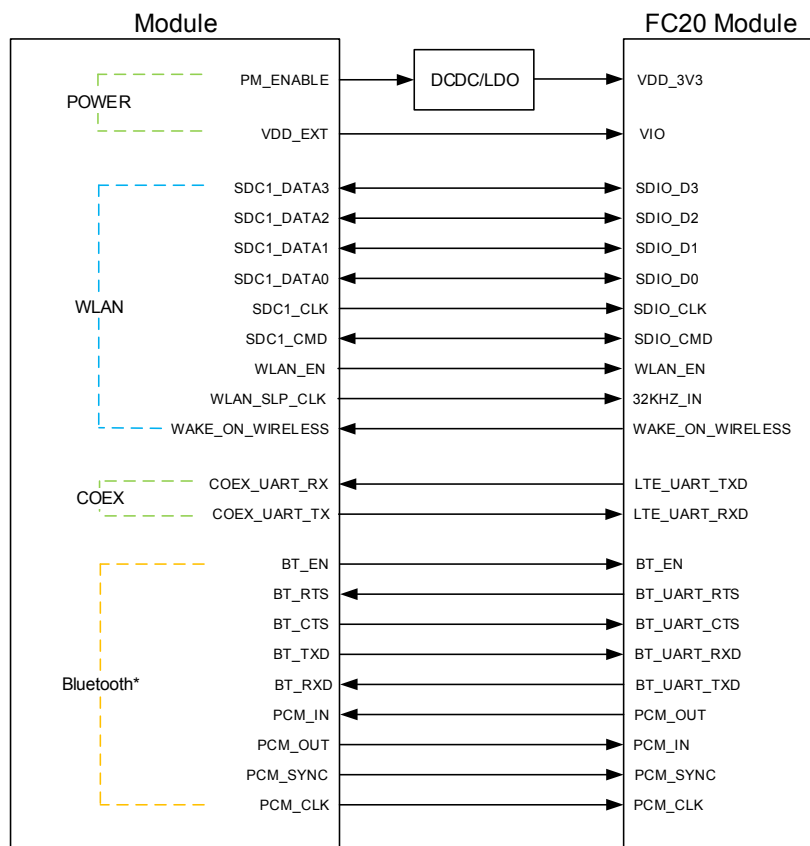 Module
FC20 Module
PM_ENABLE
DCDC/LDO
VDD_3V3
POWER
VDD_EXT
VIO
SDC1_DATA3
SDIO_D3
SDC1_DATA2
SDIO_D2
SDC1_DATA1
SDIO_D1
SDC1_DATA0
SDIO_D0
WLAN
SDC1_CLK
SDIO_CLK
SDC1_CMD
SDIO_CMD
WLAN_EN
WLAN_EN
WLAN_SLP_CLK
32KHZ_IN
WAKE_ON_WIRELESS
WAKE_ON_WIRELESS
COEX_UART_RX
LTE_UART_TXD
COEX
COEX_UART_TX
LTE_UART_RXD
BT_EN
BT_EN
BT_RTS
BT_UART_RTS
BT_CTS
BT_UART_CTS
BT_TXD
BT_UART_RXD
Bluetooth*
BT_RXD
BT_UART_TXD
PCM_IN
PCM_OUT
PCM_OUT
PCM_IN
PCM_SYNC
PCM_SYNC
PCM_CLK
PCM_CLK